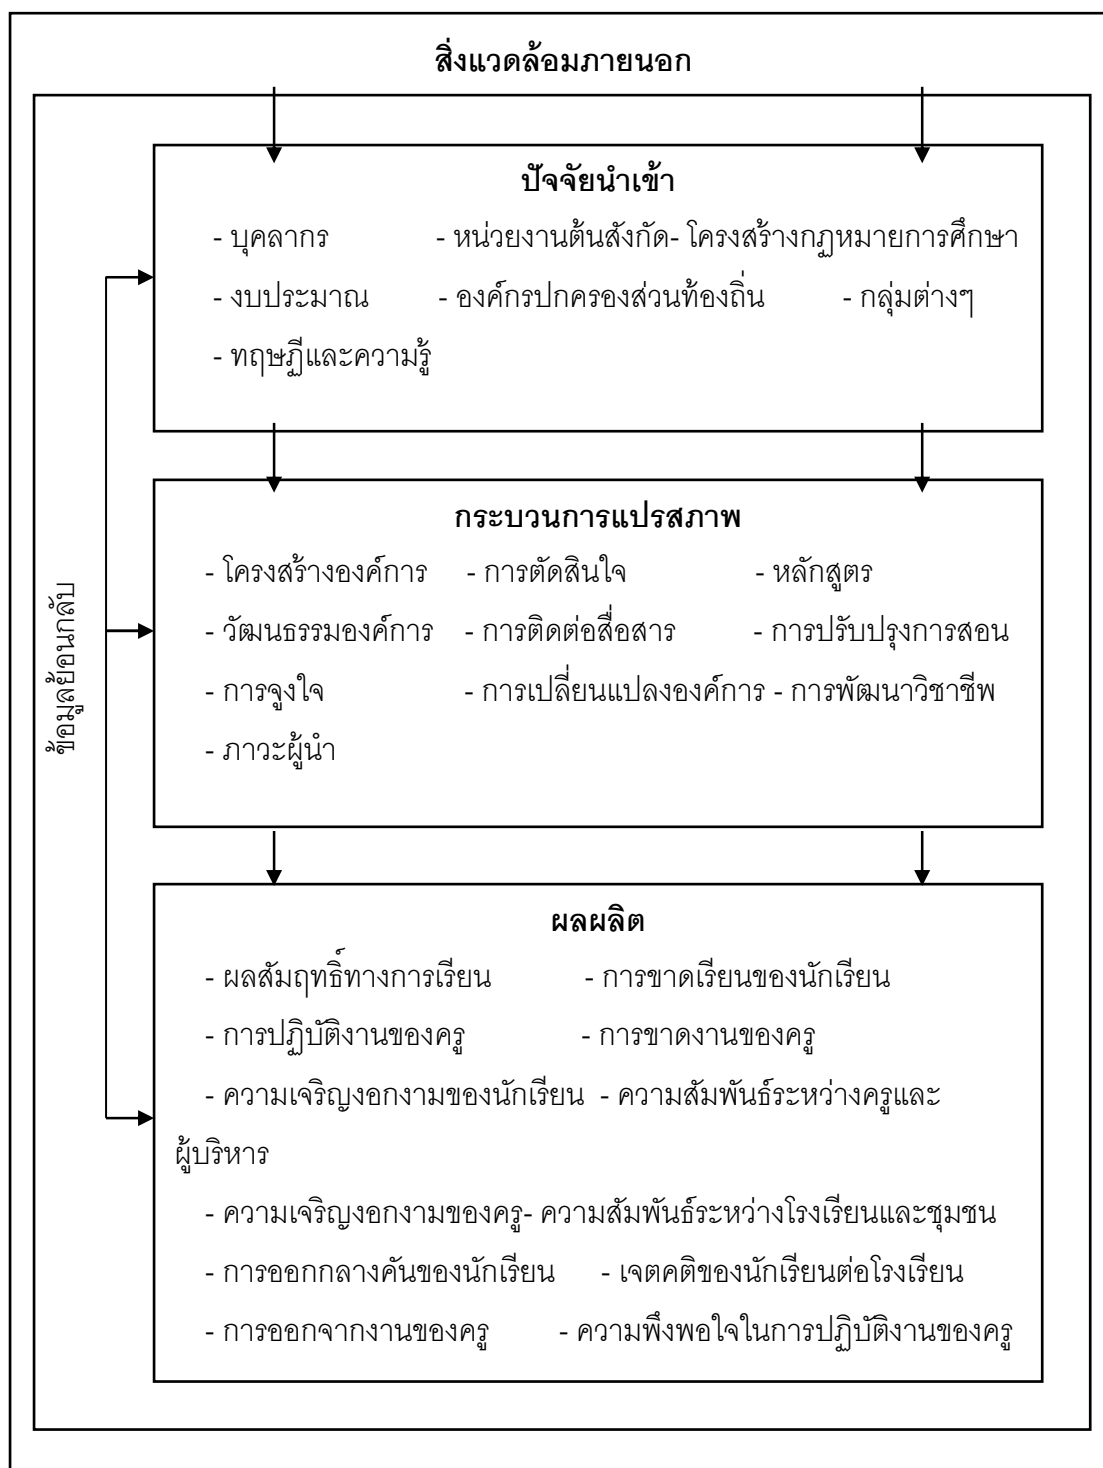 สิ่งแวดล้อมภายนอก
ปัจจัยนำเข้า
- บุคลากร - หน่วยงานต้นสังกัด- โครงสร้างกฎหมายการศึกษา
- งบประมาณ - องค์กรปกครองส่วนท้องถิ่น - กลุ่มต่างๆ
- ทฤษฎีและความรู้
กระบวนการแปรสภาพ
- โครงสร้างองค์การ - การตัดสินใจ - หลักสูตร
- วัฒนธรรมองค์การ - การติดต่อสื่อสาร - การปรับปรุงการสอน
- การจูงใจ - การเปลี่ยนแปลงองค์การ - การพัฒนาวิชาชีพ
- ภาวะผู้นำ
ข้อมูลย้อนกลับ
ผลผลิต
- ผลสัมฤทธิ์ทางการเรียน - การขาดเรียนของนักเรียน
- การปฏิบัติงานของครู - การขาดงานของครู
- ความเจริญงอกงามของนักเรียน - ความสัมพันธ์ระหว่างครูและ
ผู้บริหาร
- ความเจริญงอกงามของครู- ความสัมพันธ์ระหว่างโรงเรียนและชุมชน
- การออกกลางคันของนักเรียน - เจตคติของนักเรียนต่อโรงเรียน
- การออกจากงานของครู - ความพึงพอใจในการปฏิบัติงานของครู